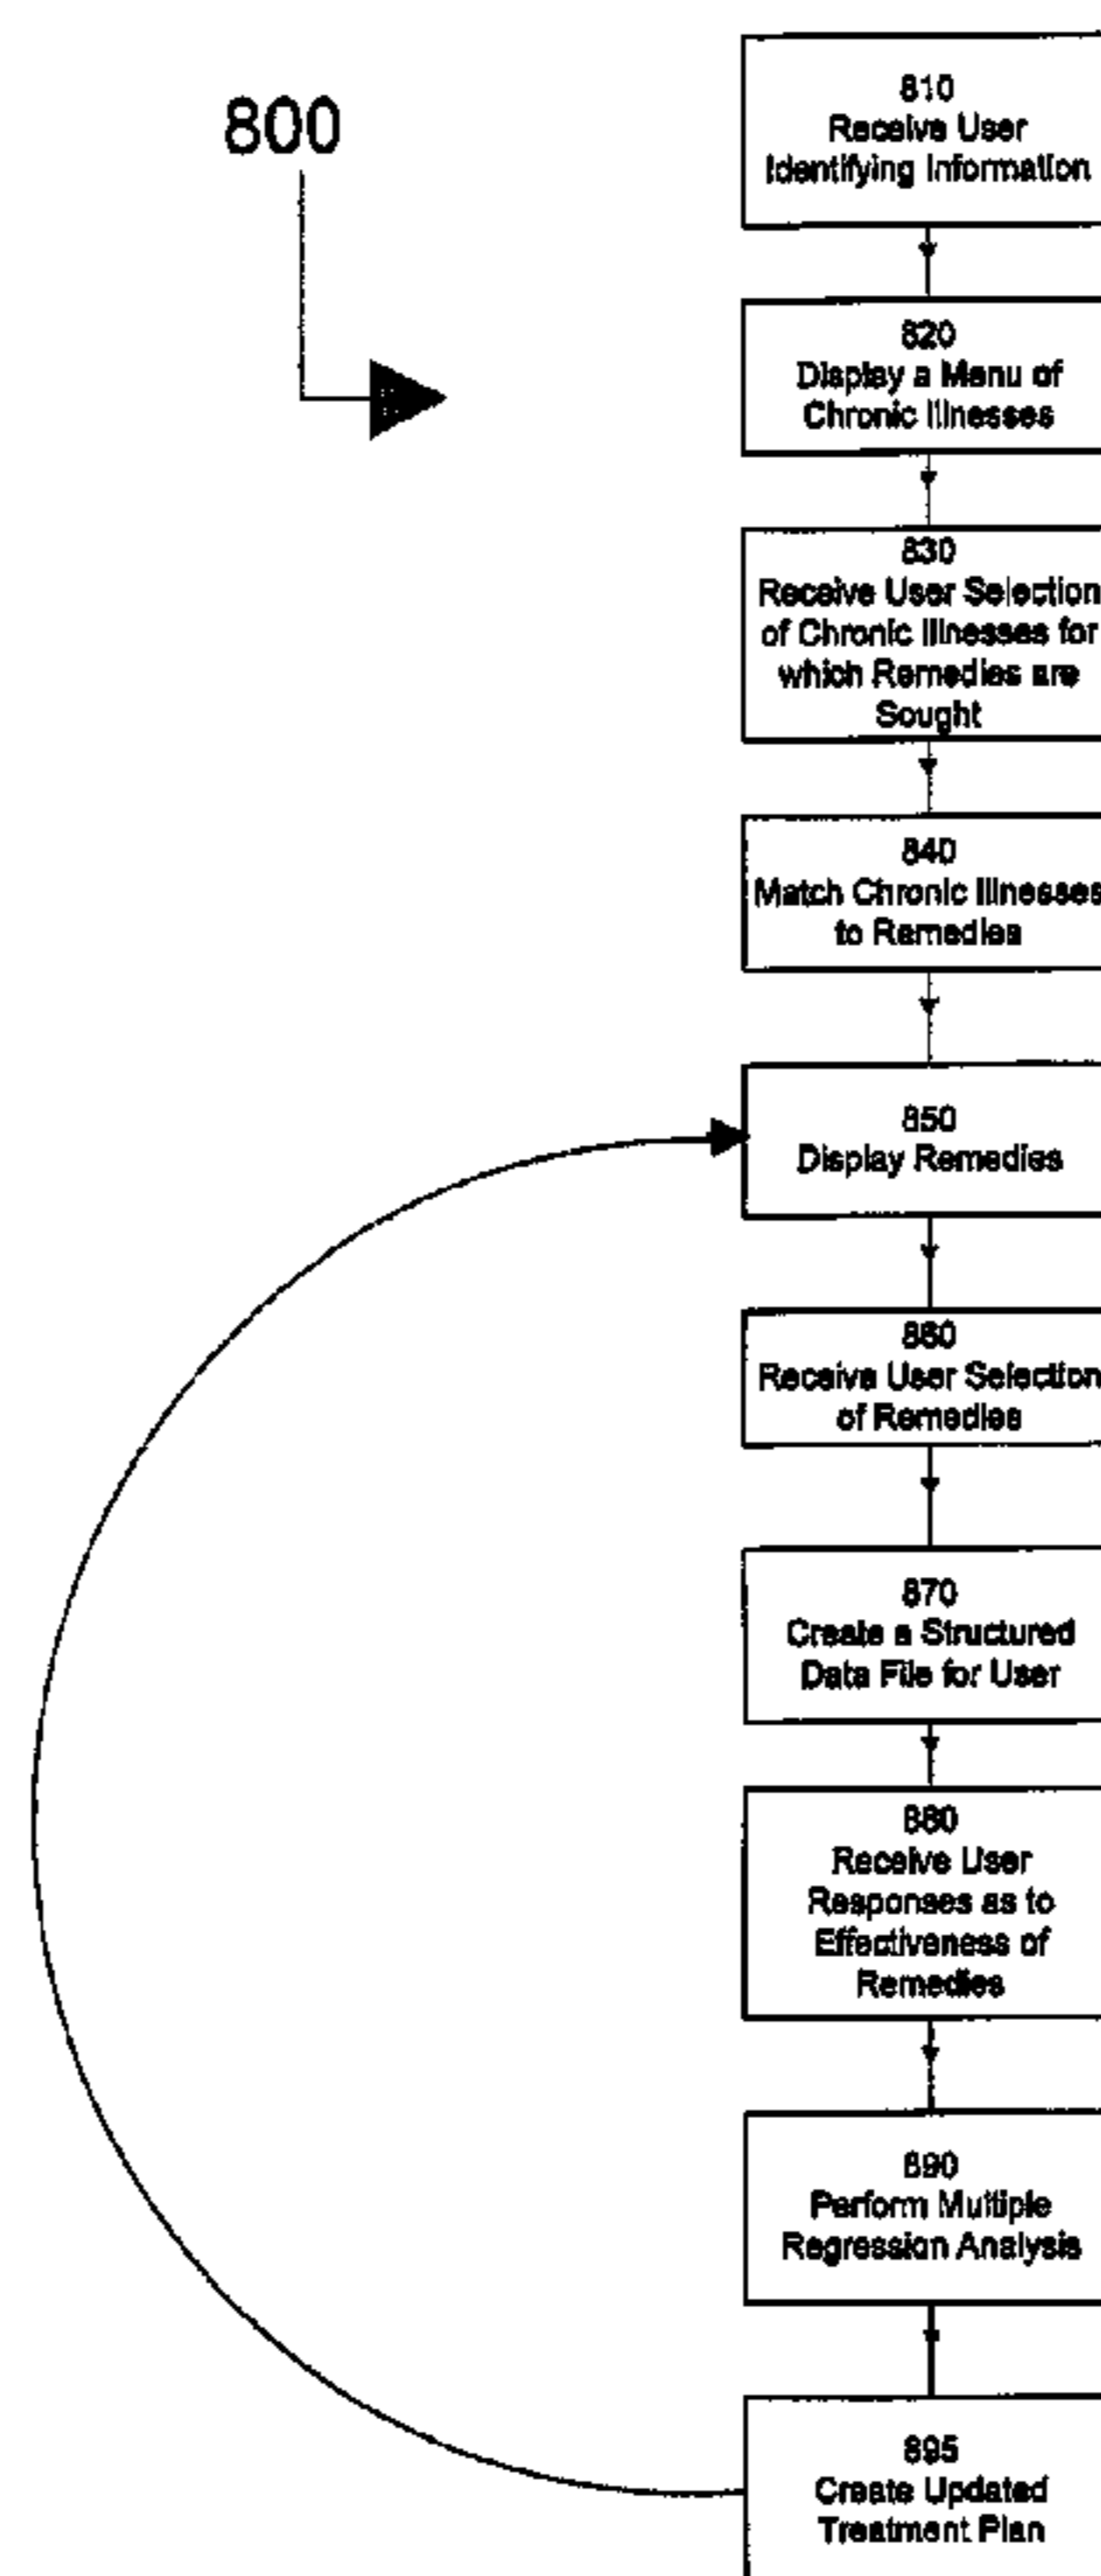 800
810
Receive User
Identifying Information
820
Display a Menu of
Chronic Illnesses
830
Receive User Selection
of Chronic Illnesses for
which Remedies are
Sought
840
Match Chronic Illnesses
to Remedies
850
Display Remedies
860
Receive User Selection
of Remedies
870
Create a Structured
Data File for User
880
Receive User
Responses as to
Effectiveness of
Remedies
890
Perform Multiple
Regression Analysis
895
Create Updated
Treatment Plan